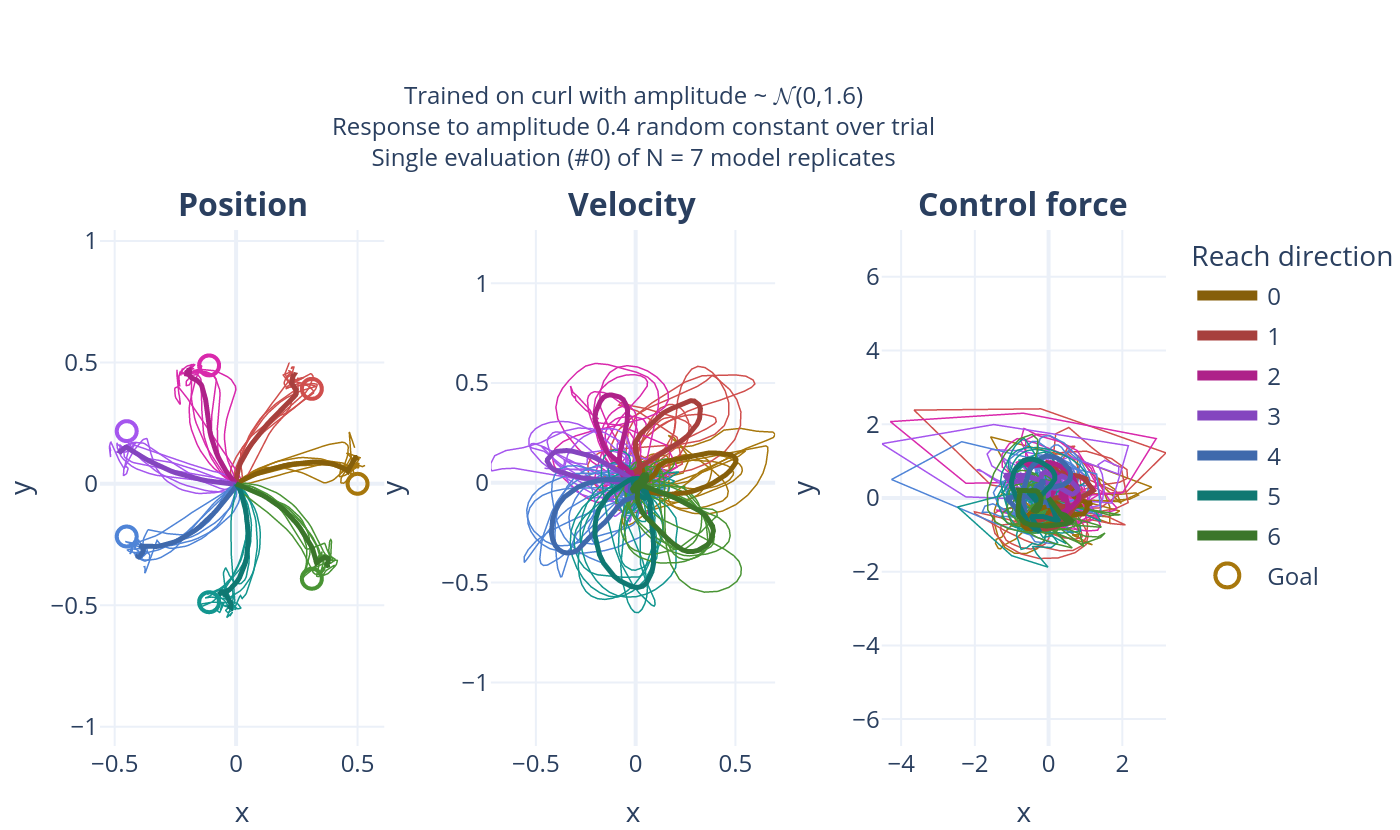 Trained on curl with amplitude ~ 𝒩(0,1.6)
Response to amplitude 0.4 random constant over trial
Single evaluation (#0) of N = 7 model replicates
Position
Velocity
Control force
1
0.5
0
−0.5
−1
y
−0.5
0
0.5
x
1
0.5
0
−0.5
−1
y
−0.5
0
0.5
x
6
4
2
0
−2
−4
−6
y
−4
−2
0
2
x
Reach direction
0
1
2
3
4
5
6
Goal